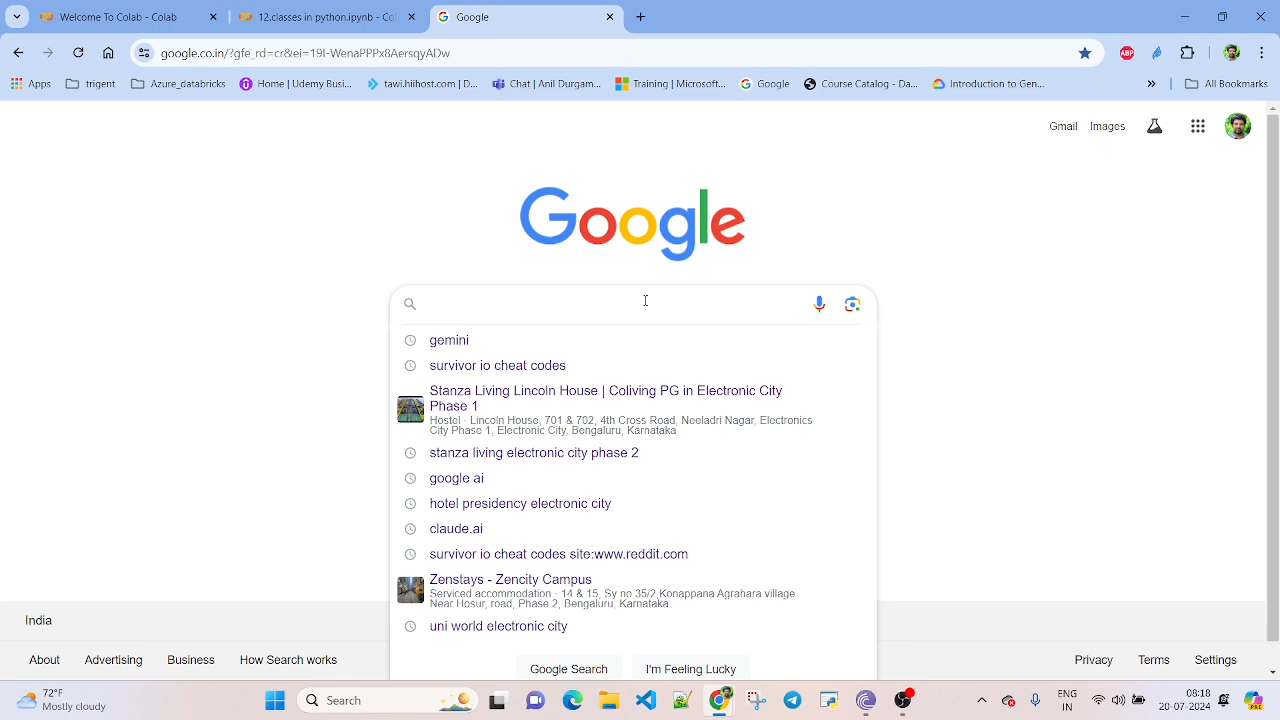 Welcome To Colab - Colab
12.classes in python.ipynb - Col
Google
google.co.in/?gfe_rd=cr&ei=19I-WenaPPPx8AersqvADw
ABP
Apps
trigent
Azure_databricks
Home | Udemy Busi...
tawi.hiihost.com | D...
Chat | Anil Durgam...
Training | Microsoft...
Google
Course Catalog - Da...
Introduction to Gen...
»
All Bookmarks
Gmail
Images
Google
gemini
survivor io cheat codes
Stanza Living Lincoln House | Coliving PG in Electronic City
Phase 1
Hostel · Lincoln House, 701 & 702, 4th Cross Road, Neeladri Nagar, Electronics
City Phase 1, Electronic City, Bengaluru, Karnataka
stanza living electronic city phase 2
google ai
hotel presidency electronic city
claude.ai
survivor io cheat codes site:www.reddit.com
Zenstays - Zencity Campus
Serviced accommodation · 14 & 15, Sy no 35/2,Konappana Agrahara village
Near Hosur, road, Phase 2, Bengaluru, Karnataka
uni world electronic city
Google Search
I'm Feeling Lucky
India
About
Advertising
Business
How Search works
Privacy
Terms
Settings
72°F
Mostly cloudy
Search
ENG
IN
08:18
20-07-2024